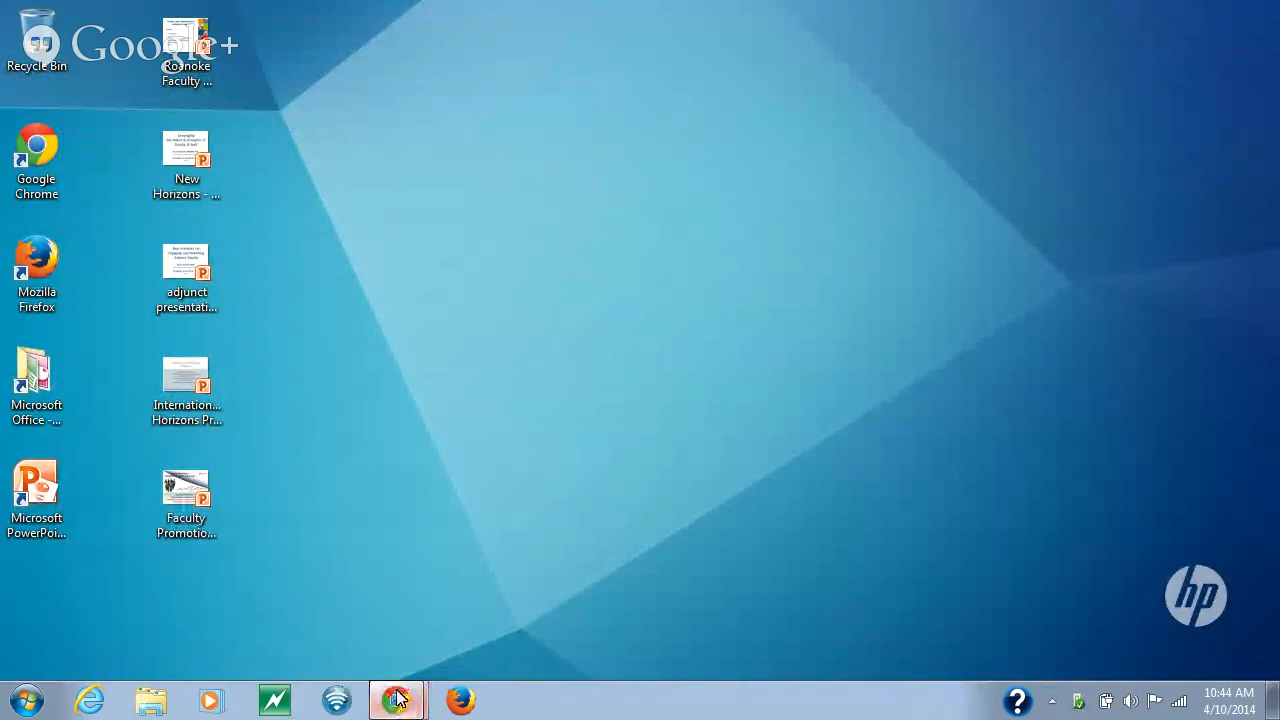 Google+
Recycle Bin
Roanoke
Faculty ...
Google
Chrome
New
Horizons - ...
Mozilla
Firefox
adjunct
presentati...
Microsoft
Office -...
Internation...
Horizons Pr...
Microsoft
PowerPoi...
Faculty
Promotio...
hp
10:44 AM
4/10/2014